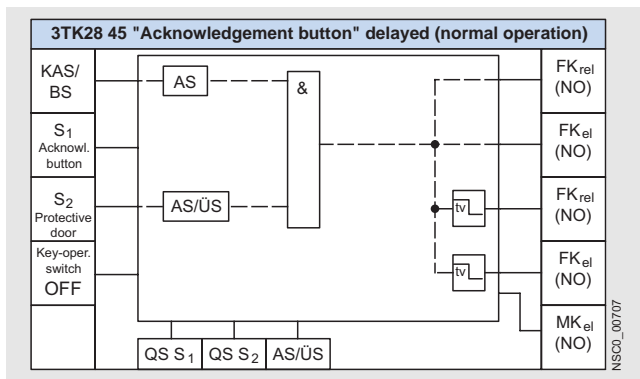 3TK28 45 "Acknowledgement button" delayed (normal operation)
KAS/
BS
S1
Acknowl.
button
S2
Protective
door
Key-oper.
switch
OFF
AS
&
AS/ÜS
tv
tv
FKrel
(NO)
FKel
(NO)
FKrel
(NO)
FKel
(NO)
MKel
(NO)
QS S1
QS S2
AS/ÜS
NSC0_00707